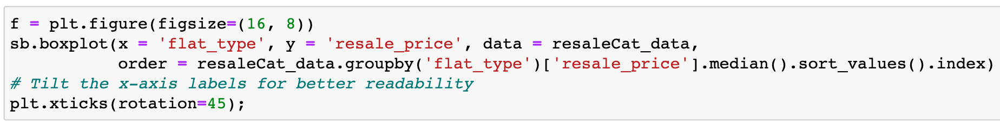 f = plt.figure(figsize=(16, 8))
sb.boxplot(x = 'flat_type', y = 'resale_price', data = resaleCat_data,
           order = resaleCat_data.groupby('flat_type')['resale_price'].median().sort_values().index)
# Tilt the x-axis labels for better readability
plt.xticks(rotation=45);